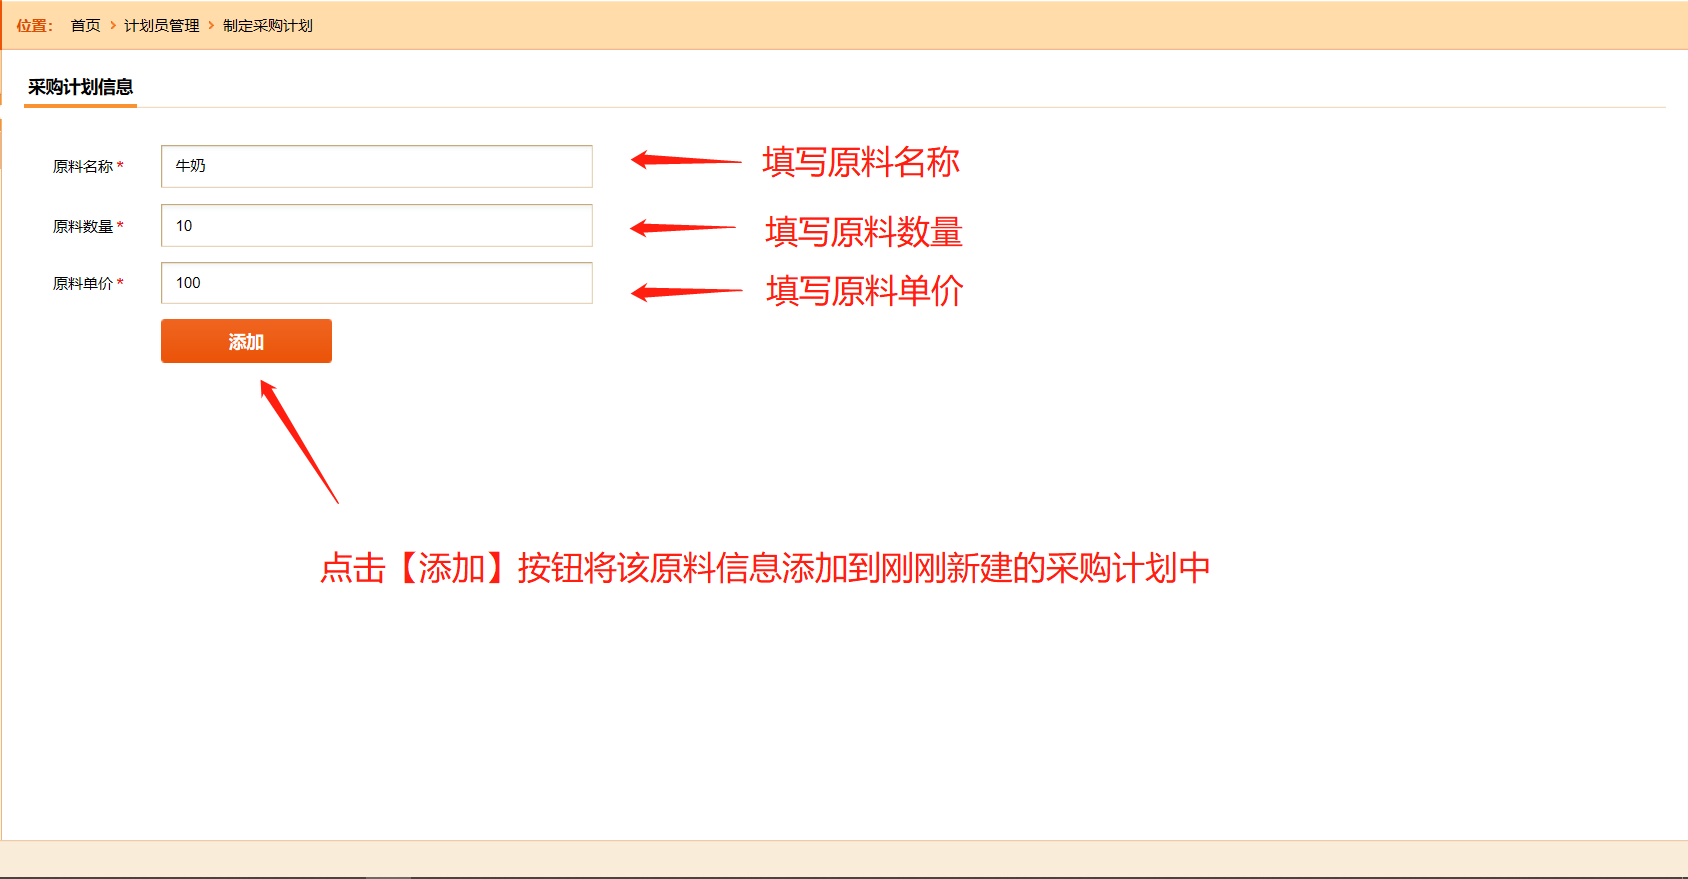 位置： 首页 > 计划员管理 > 制定采购计划
采购计划信息
原料名称* 牛奶 填写原料名称
原料数量* 10 填写原料数量
原料单价* 100 填写原料单价
添加
点击【添加】按钮将该原料信息添加到刚刚新建的采购计划中